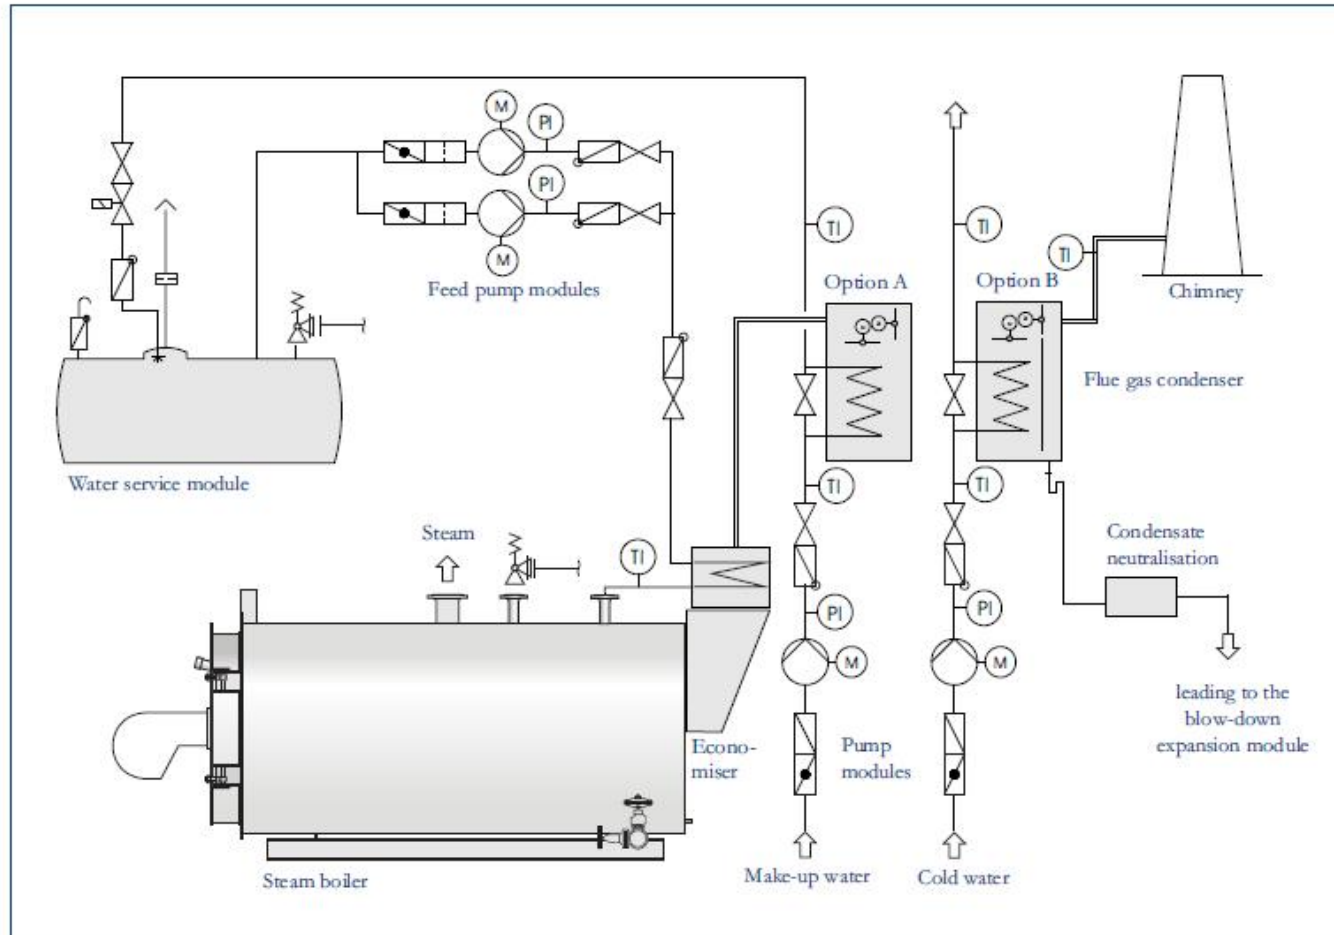 M
PI
PI
M
Feed pump modules
TI
TI
TI
Option A
Option B
Chimney
Flue gas condenser
Water service module
TI
TI
Steam
TI
Condensate
neutralisation
PI
PI
M
M
leading to the
blow-down
expansion module
Econo-
miser
Pump
modules
Steam boiler
Make-up water
Cold water